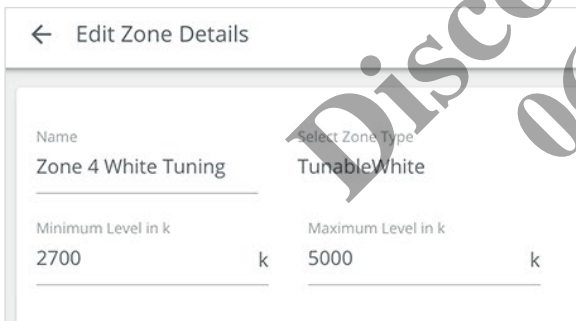 ← Edit Zone Details
Name Select Zone Type
Zone 4 White Tuning TunableWhite
Minimum Level in k Maximum Level in k
2700 k 5000 k